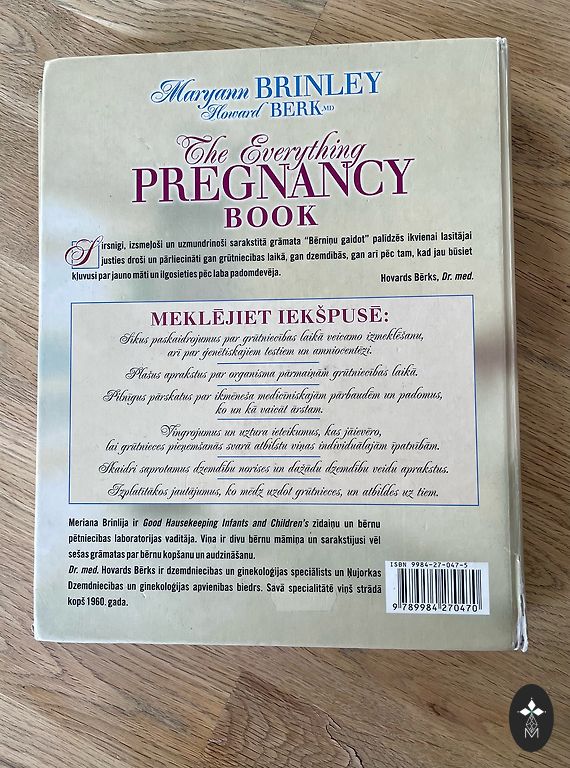 Maryann BRINLEY
Howard BERK MD
The Everything
PREGNANCY
BOOK
Sirsnīgi, izsmeļoši un uzmundrinoši sarakstītā grāmata "Bērniņu gaidot" palīdzēs ikvienai lasītājai
justies droši un pārliecināti gan grūtniecības laikā, gan dzemdībās, gan arī pēc tam, kad jau būsiet
kļuvusi par jauno māti un ilgosieties pēc laba padomdevēja.
Hovards Bērks, Dr. med.
MEKLĒJIET IEKŠPUSĒ:
Sīkus paskaidrojumus par grūtniecības laikā veicamo izmeklēšanu,
arī par ģenētiskajiem testiem un amniocentēzi.
Plašus aprakstus par organisma pārmaiņām grūtniecības laikā.
Pilnīgus pārskatus par ikmēneša medicīniskajām pārbaudēm un padomus,
ko un kā vaicāt ārstam.
Vingrojumus un uztura ieteikumus, kas jāievēro,
lai grūtnieces pieņemšanās svarā atbilstu viņas individuālajām īpatnībām.
Skaidri saprotamus dzemdību norises un dažādu dzemdību veidu aprakstus.
Izplatītākos jautājumus, ko mēdz uzdot grūtnieces, un atbildes uz tiem.
Meriana Brinlija ir Good Hausekeeping Infants and Children's zīdaiņu un bērnu
pētniecības laboratorijas vadītāja. Viņa ir divu bērnu māmiņa un sarakstījusi vēl
sešas grāmatas par bērnu kopšanu un audzināšanu.
Dr. med. Hovards Bērks ir dzemdniecības un ginekoloģijas speciālists un Ņujorkas
Dzemdniecības un ginekoloģijas apvienības biedrs. Savā specialitātē viņš strādā
kopš 1960. gada.
ISBN 9984-27-047-5
9 789984 270470
M